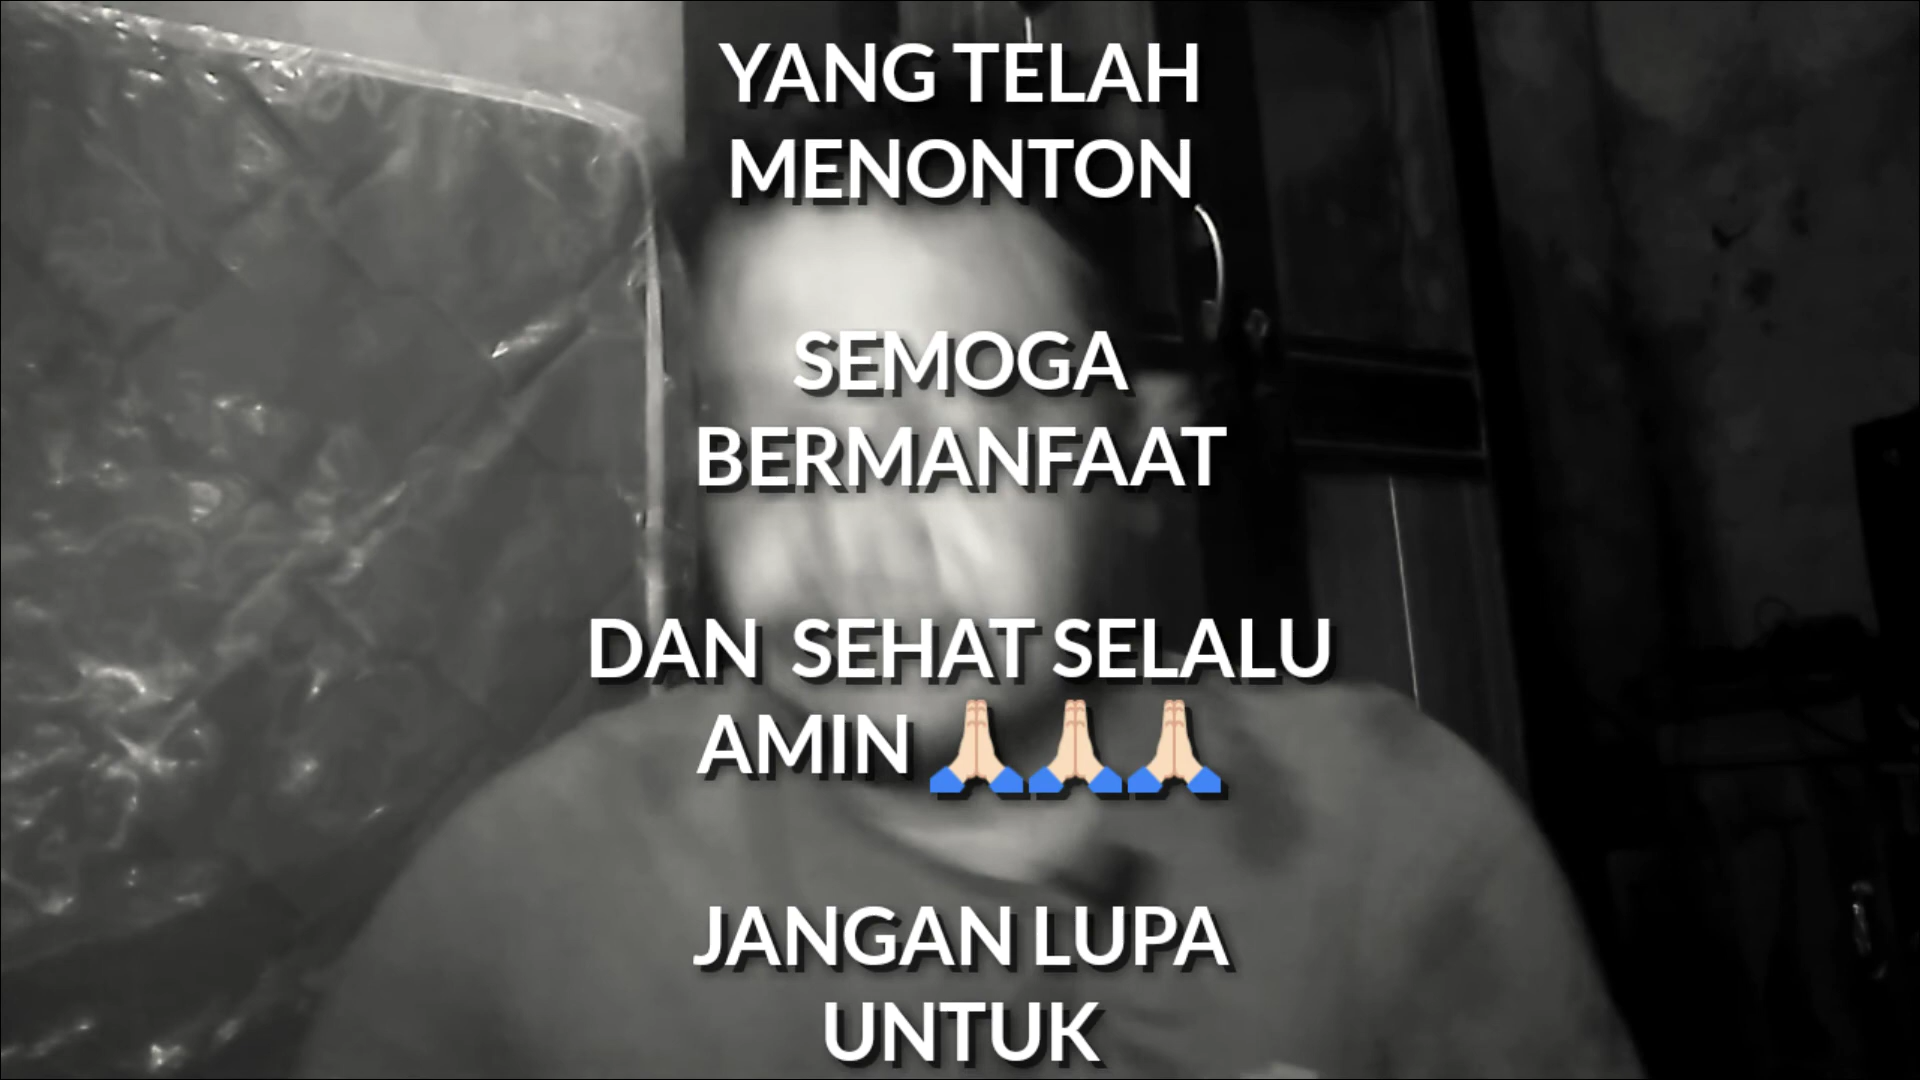 YANG TELAH
MENONTON
SEMOGA
BERMANFAAT
DAN SEHAT SELALU
AMIN 🙏🏻🙏🏻🙏🏻
JANGAN LUPA
UNTUK